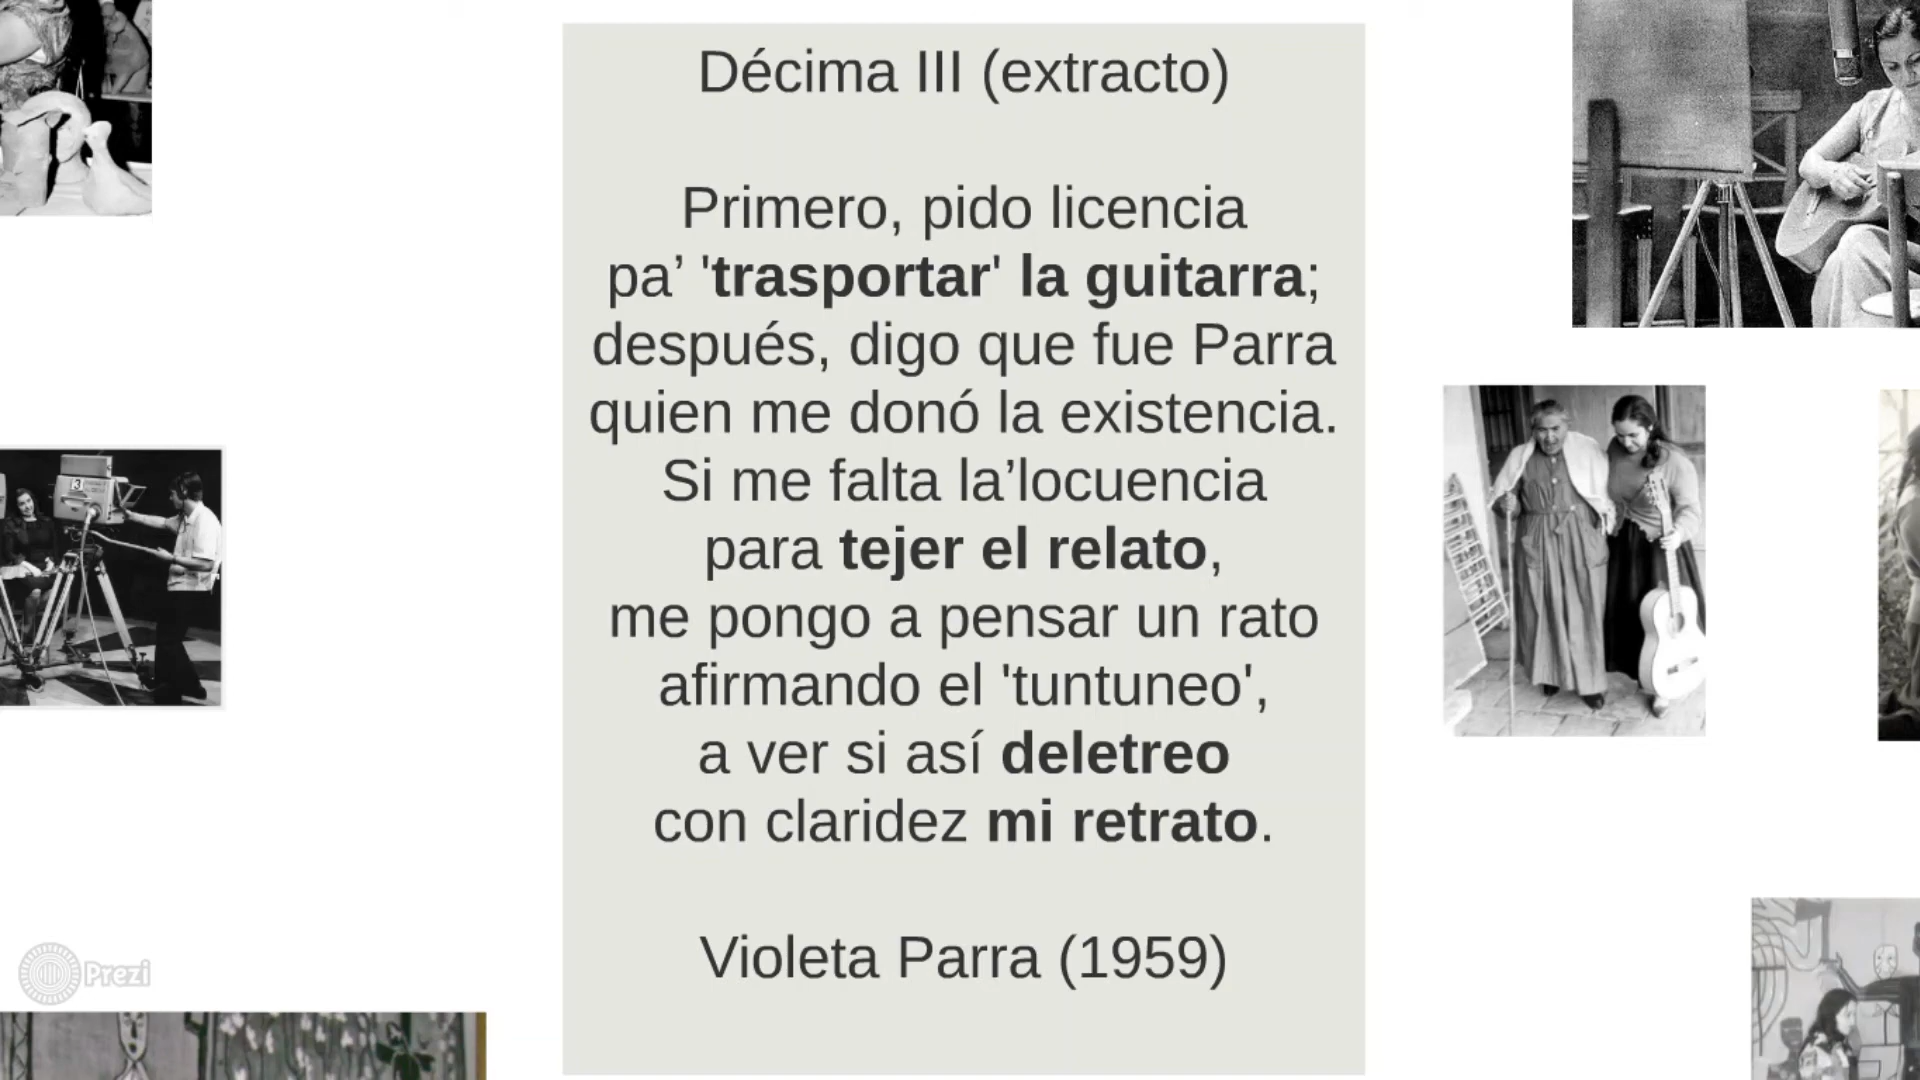 Décima III (extracto)
Primero, pido licencia
pa’ 'trasportar' la guitarra;
después, digo que fue Parra
quien me donó la existencia.
Si me falta la’locuencia
para tejer el relato,
me pongo a pensar un rato
afirmando el 'tuntuneo',
a ver si así deletreo
con claridez mi retrato.
Violeta Parra (1959)
3
Prezi